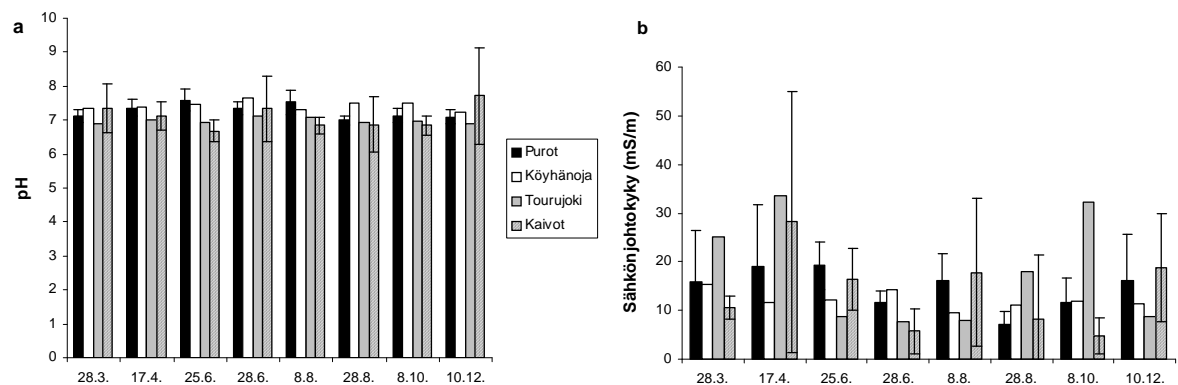 a
10
9
8
7
6
5
4
3
2
1
0
pH
28.3. 17.4. 25.6. 28.6. 8.8. 28.8. 8.10. 10.12.
Purot
Köyhänoja
Tourujoki
Kaivot
b
60
50
40
30
20
10
0
Sähkönjohtokyky (mS/m)
28.3. 17.4. 25.6. 28.6. 8.8. 28.8. 8.10. 10.12.